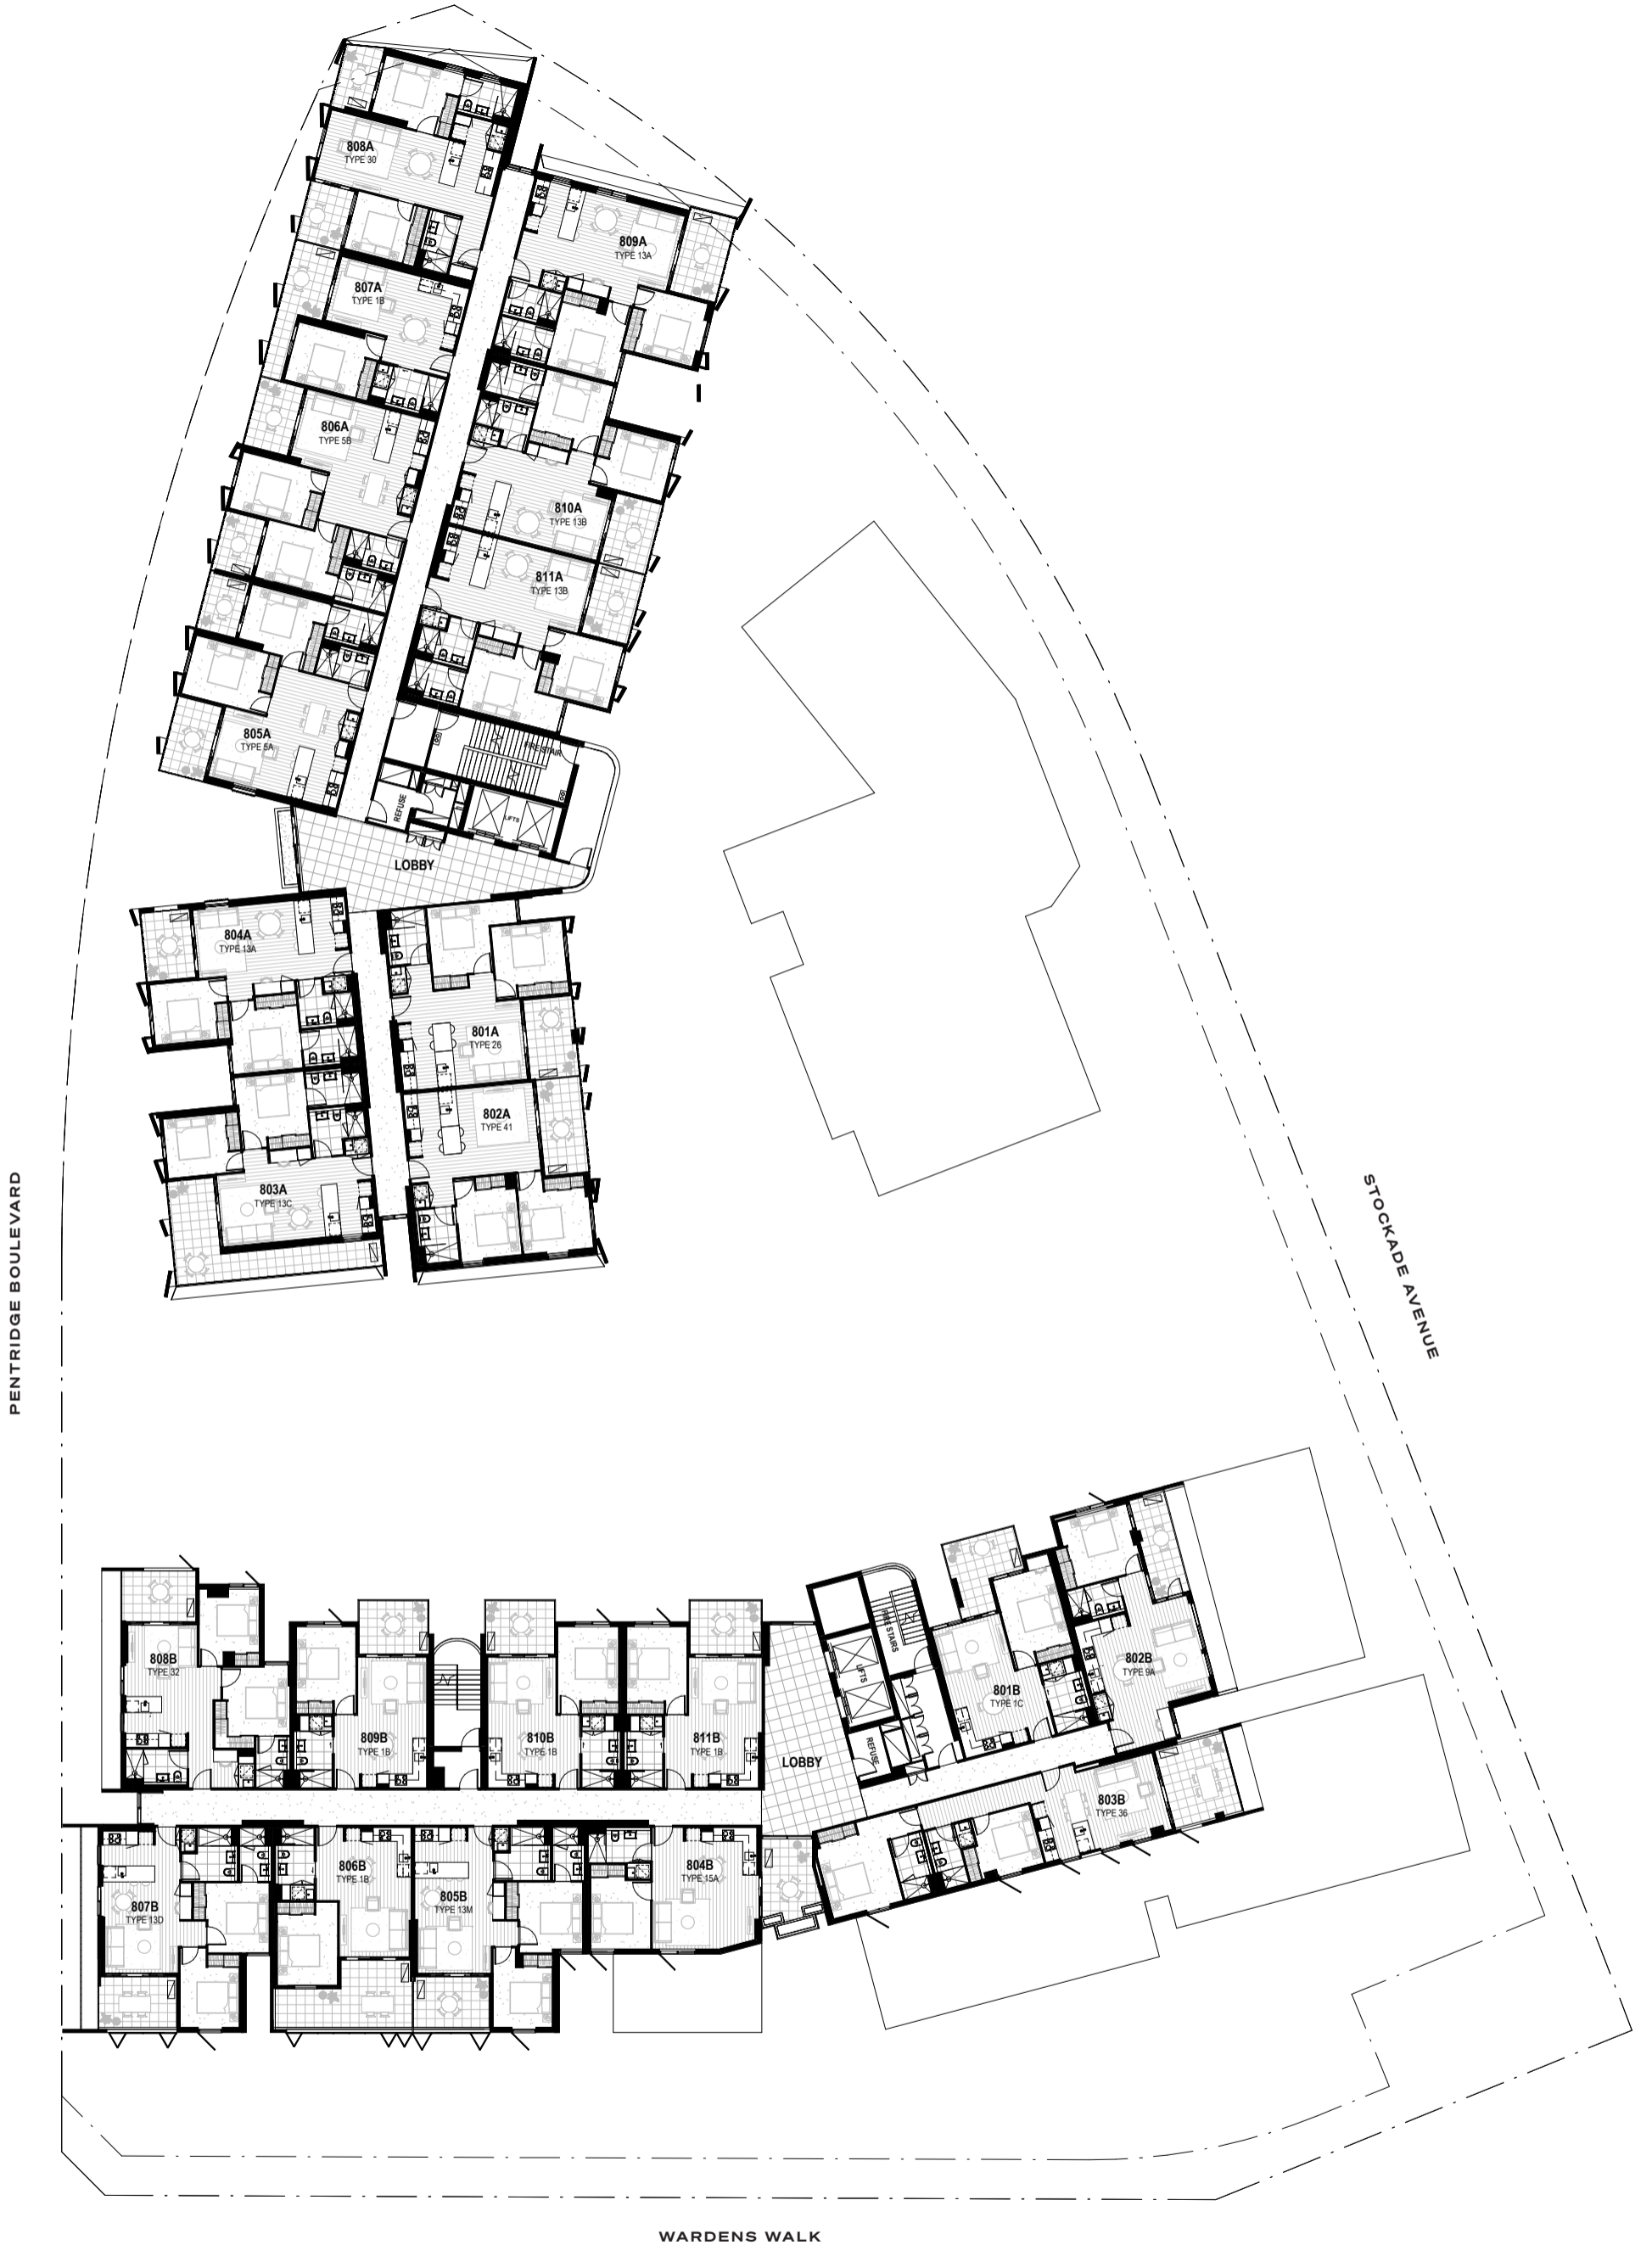 808A
TYPE 30
809A
TYPE 13A
807A
TYPE 1B
806A
TYPE 5B
810A
TYPE 13B
811A
TYPE 13B
805A
TYPE 5A
FIRE STAIR
REFUSE
LIFTS
LOBBY
804A
TYPE 13A
801A
TYPE 26
802A
TYPE 41
803A
TYPE 13C
PENTRIDGE BOULEVARD
STOCKADE AVENUE
808B
TYPE 32
809B
TYPE 1B
810B
TYPE 1B
811B
TYPE 1B
LOBBY
FIRE STAIRS
LIFTS
REFUSE
801B
TYPE 1C
802B
TYPE 9A
803B
TYPE 36
807B
TYPE 13D
806B
TYPE 1B
805B
TYPE 13M
804B
TYPE 15A
WARDENS WALK